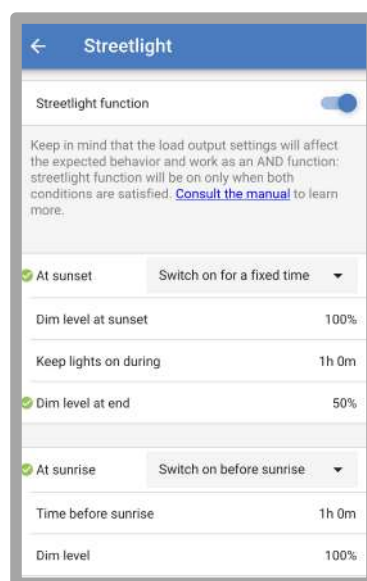 Streetlight
Streetlight function
Keep in mind that the load output settings will affect
the expected behavior and work as an AND function:
streetlight function will be on only when both
conditions are satisfied. Consult the manual to learn
more.
At sunset Switch on for a fixed time
Dim level at sunset 100%
Keep lights on during 1h 0m
Dim level at end 50%
At sunrise Switch on before sunrise
Time before sunrise 1h 0m
Dim level 100%